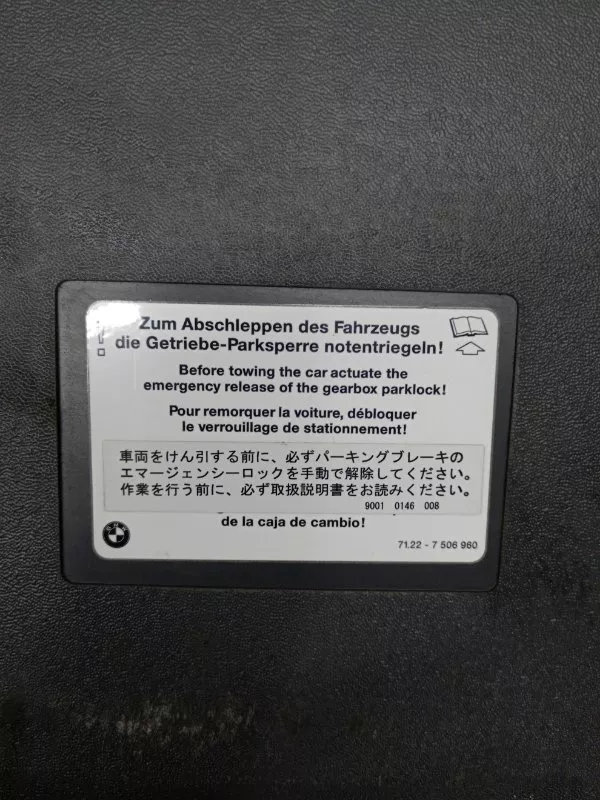 Zum Abschleppen des Fahrzeugs
die Getriebe-Parksperre notentriegeln!
Before towing the car actuate the
emergency release of the gearbox parklock!
Pour remorquer la voiture, débloquer
le verrouillage de stationnement!
車両をけん引する前に、必ずパーキングブレーキの
エマージェンシーロックを手動で解除してください。
作業を行う前に、必ず取扱説明書をお読みください。
9001 0146 008
de la caja de cambio!
BMW
71.22 - 7 506 960